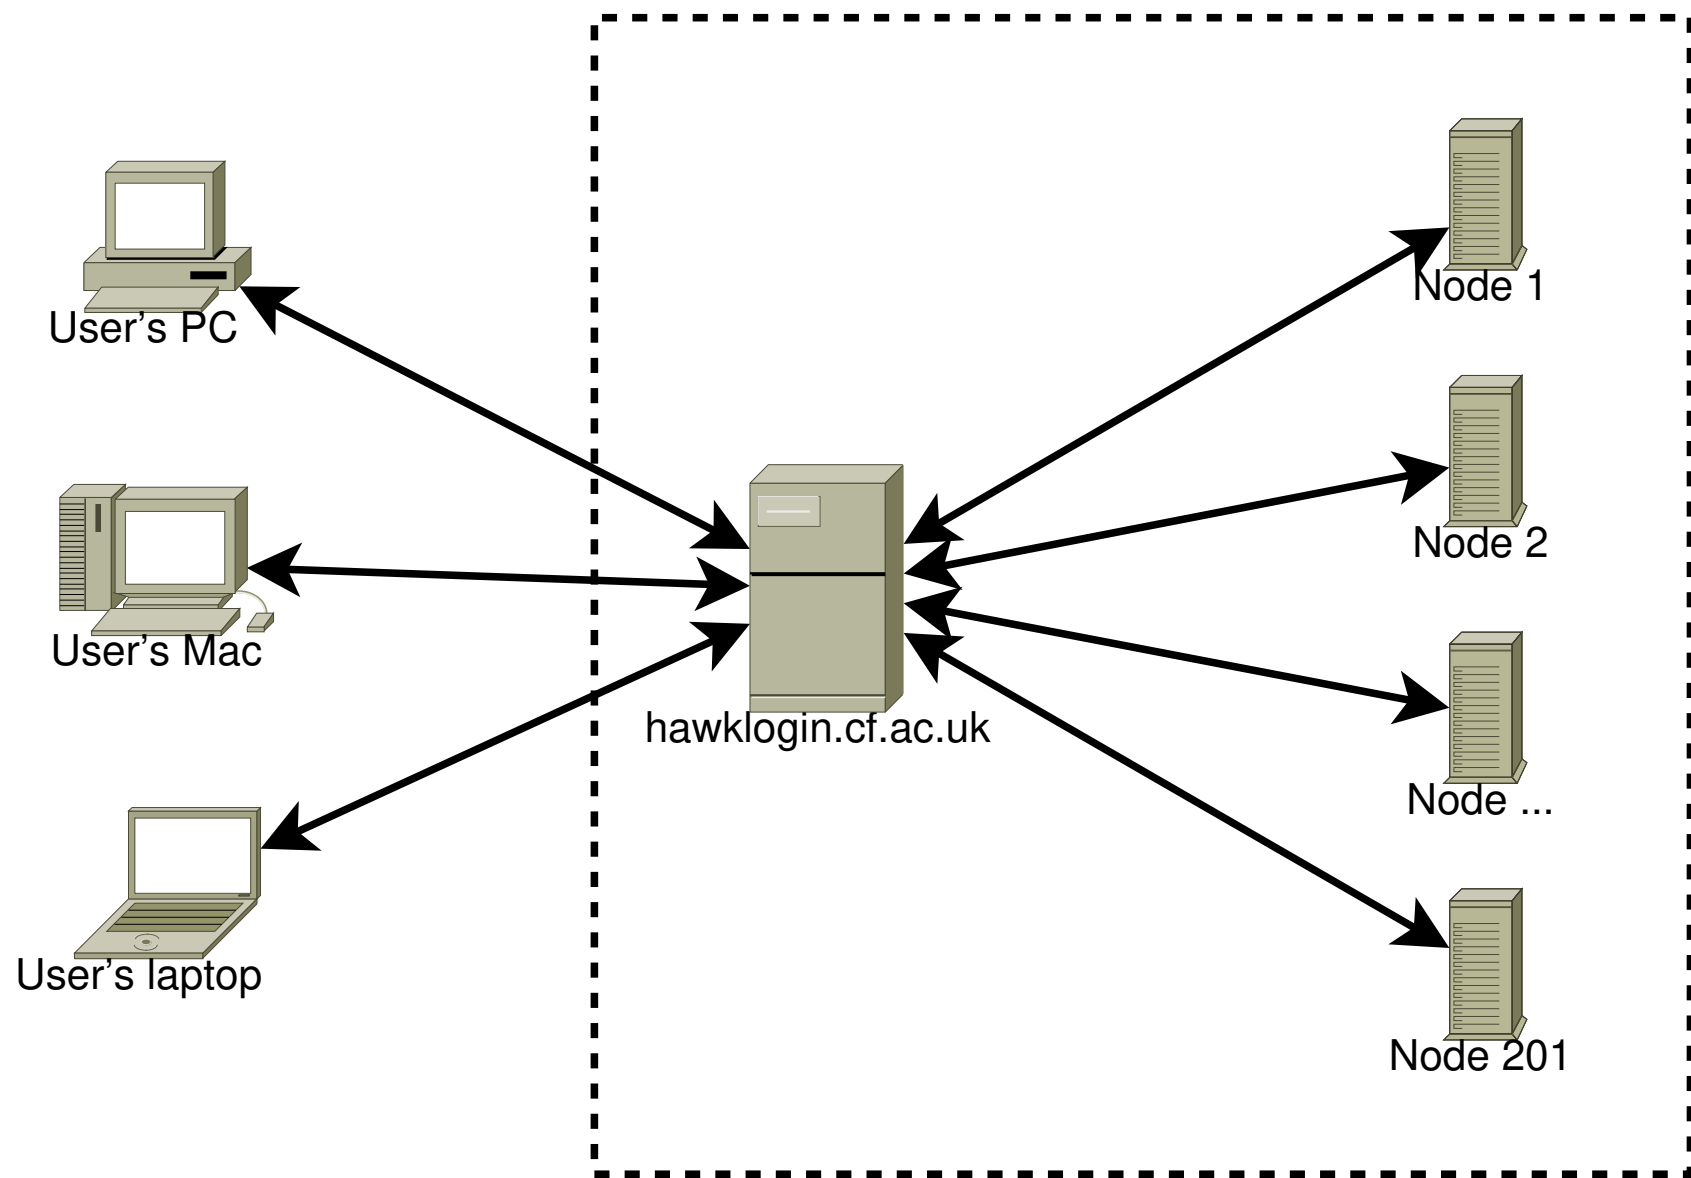 User's PC
User's Mac
User's laptop
hawklogin.cf.ac.uk
Node 1
Node 2
Node ...
Node 201